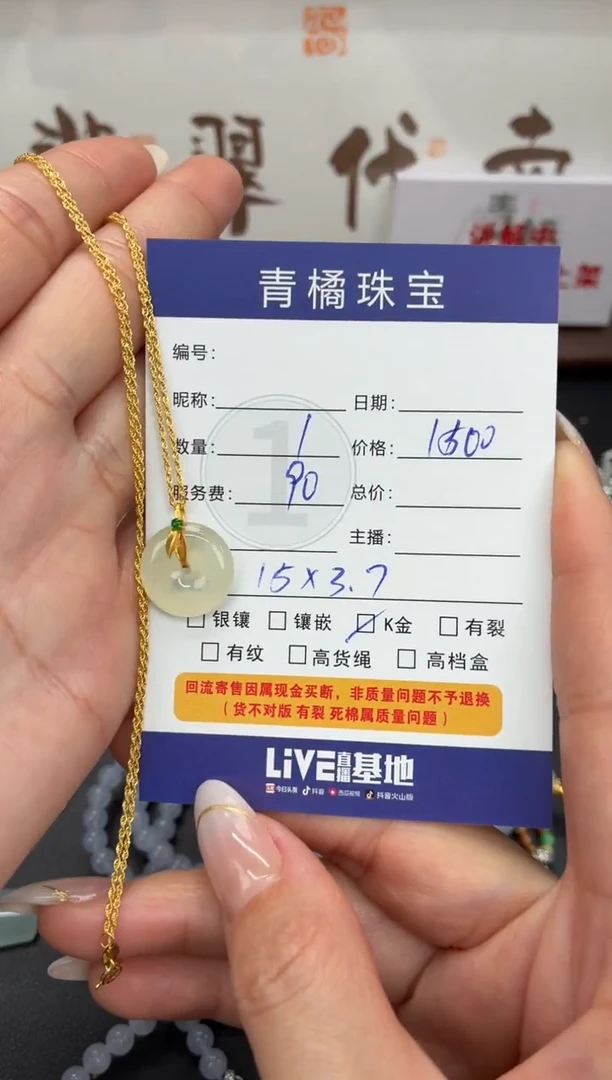 翡翠代卖
青橘珠宝
编号：
昵称： 日期：
数量： 1 价格： 1500
服务费： 90 总价：
主播：
15×3.7
银镶 镶嵌 K金 有裂
有纹 高货绳 高档盒
回流寄售因属现金买断，非质量问题不予退换
（货不对版 有裂 死棉属质量问题）
LiVE直播基地
今日头条 抖音 西瓜视频 抖音火山版